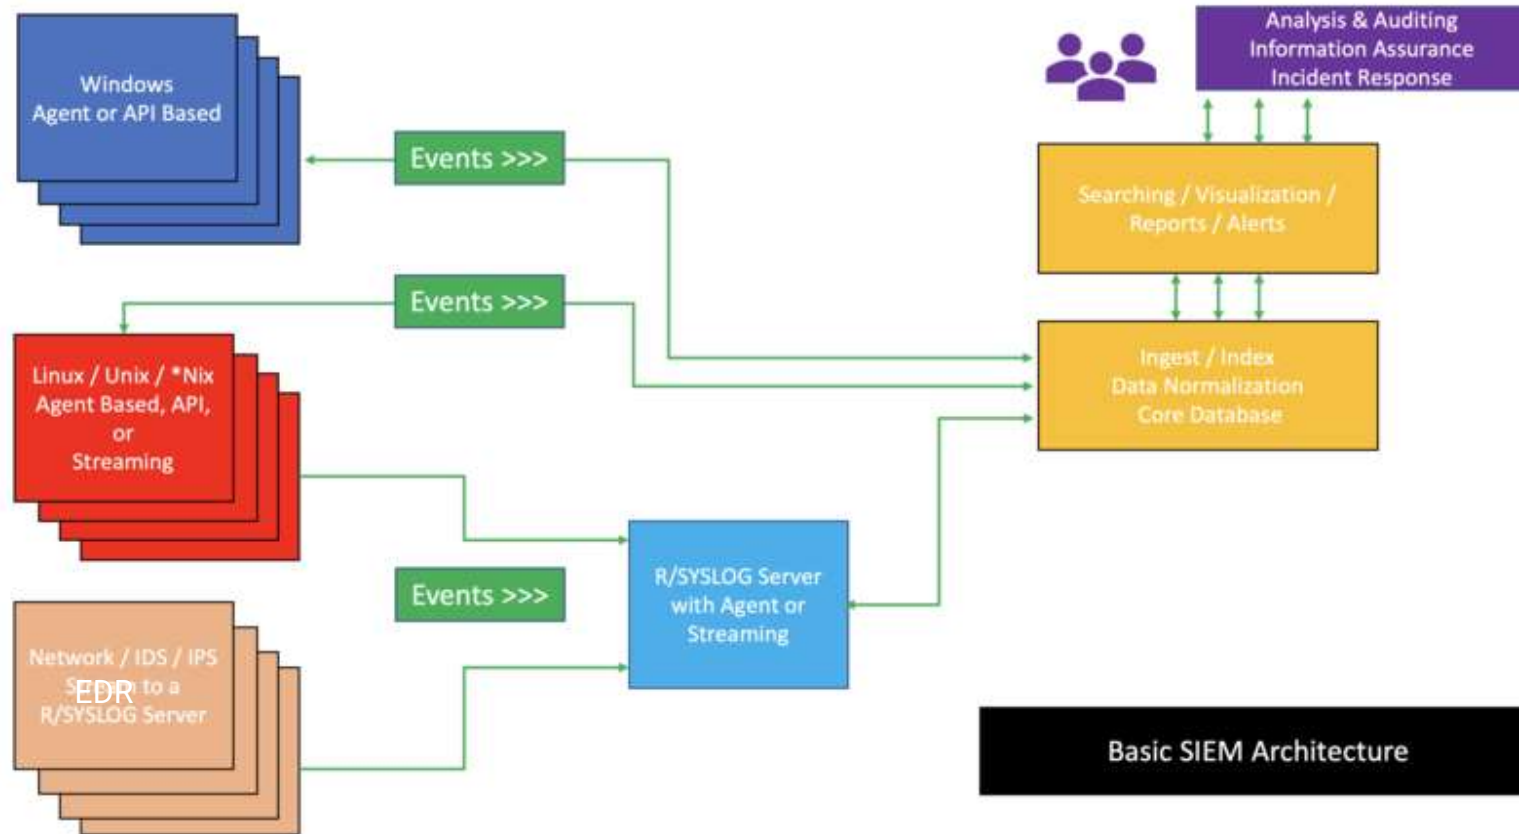 Windows
Agent or API Based
Events >>>
Events >>>
Linux / Unix / *Nix
Agent Based, API,
or
Streaming
Events >>>
Network / IDS / IPS
Stream to a
EDR
R/SYSLOG Server
R/SYSLOG Server
with Agent or
Streaming
Analysis & Auditing
Information Assurance
Incident Response
Searching / Visualization /
Reports / Alerts
Ingest / Index
Data Normalization
Core Database
Basic SIEM Architecture